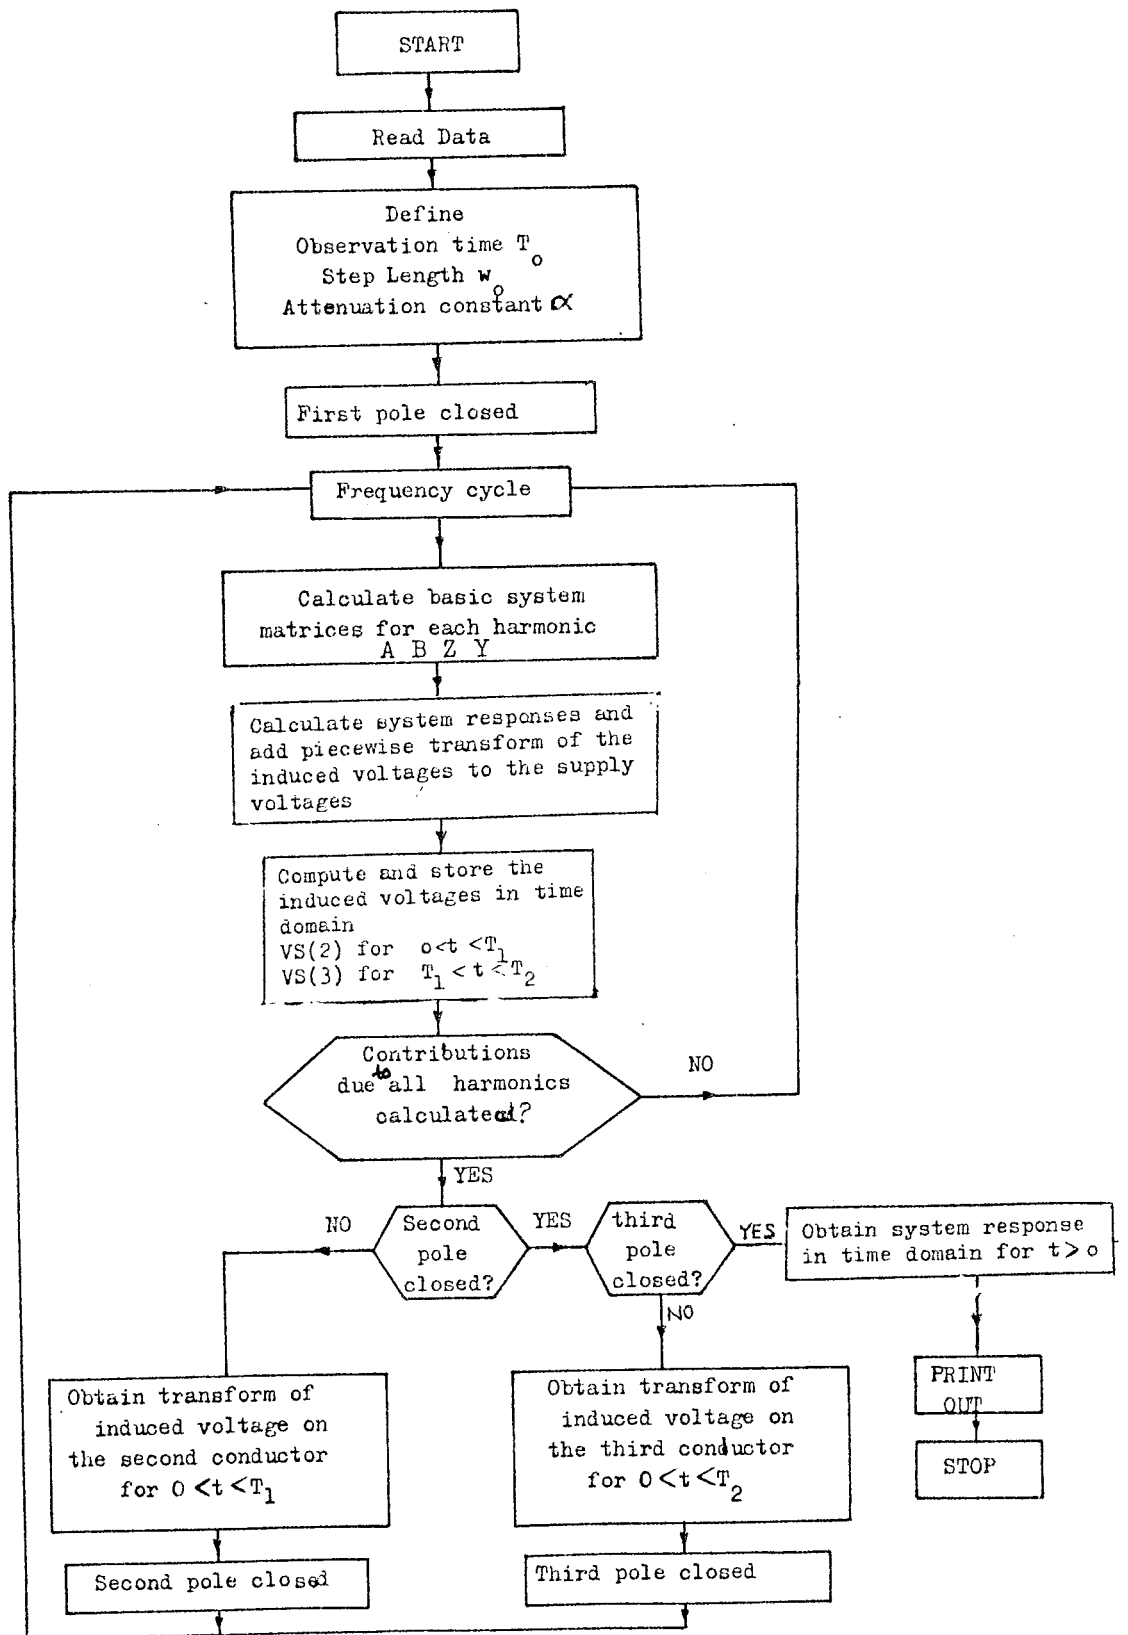 START
Read Data
Define
Observation time T₀
Step Length w₀
Attenuation constant α
First pole closed
Frequency cycle
Calculate basic system
matrices for each harmonic
A B Z Y
Calculate system responses and
add piecewise transform of the
induced voltages to the supply
voltages
Compute and store the
induced voltages in time
domain
VS(2) for o<t <T₁
VS(3) for T₁ < t <T₂
Contributions
due to all harmonics
calculated?
NO
YES
NO
Second
pole
closed?
YES
third
pole
closed?
YES
Obtain system response
in time domain for t > o
NO
PRINT
OUT
STOP
Obtain transform of
induced voltage on
the second conductor
for 0 <t <T₁
Obtain transform of
induced voltage on
the third conductor
for 0 <t <T₂
Second pole closed
Third pole closed